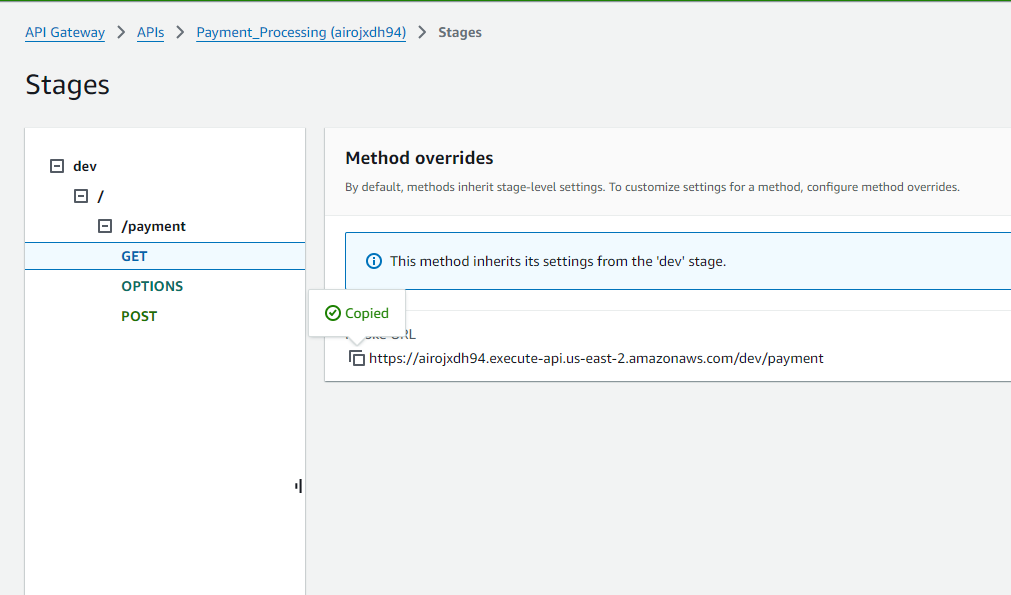 API Gateway > APIs > Payment_Processing (airojxdh94) > Stages
Stages
dev
/
/payment
GET
OPTIONS
POST
Method overrides
By default, methods inherit stage-level settings. To customize settings for a method, configure method overrides.
This method inherits its settings from the 'dev' stage.
Copied
URL
https://airojxdh94.execute-api.us-east-2.amazonaws.com/dev/payment